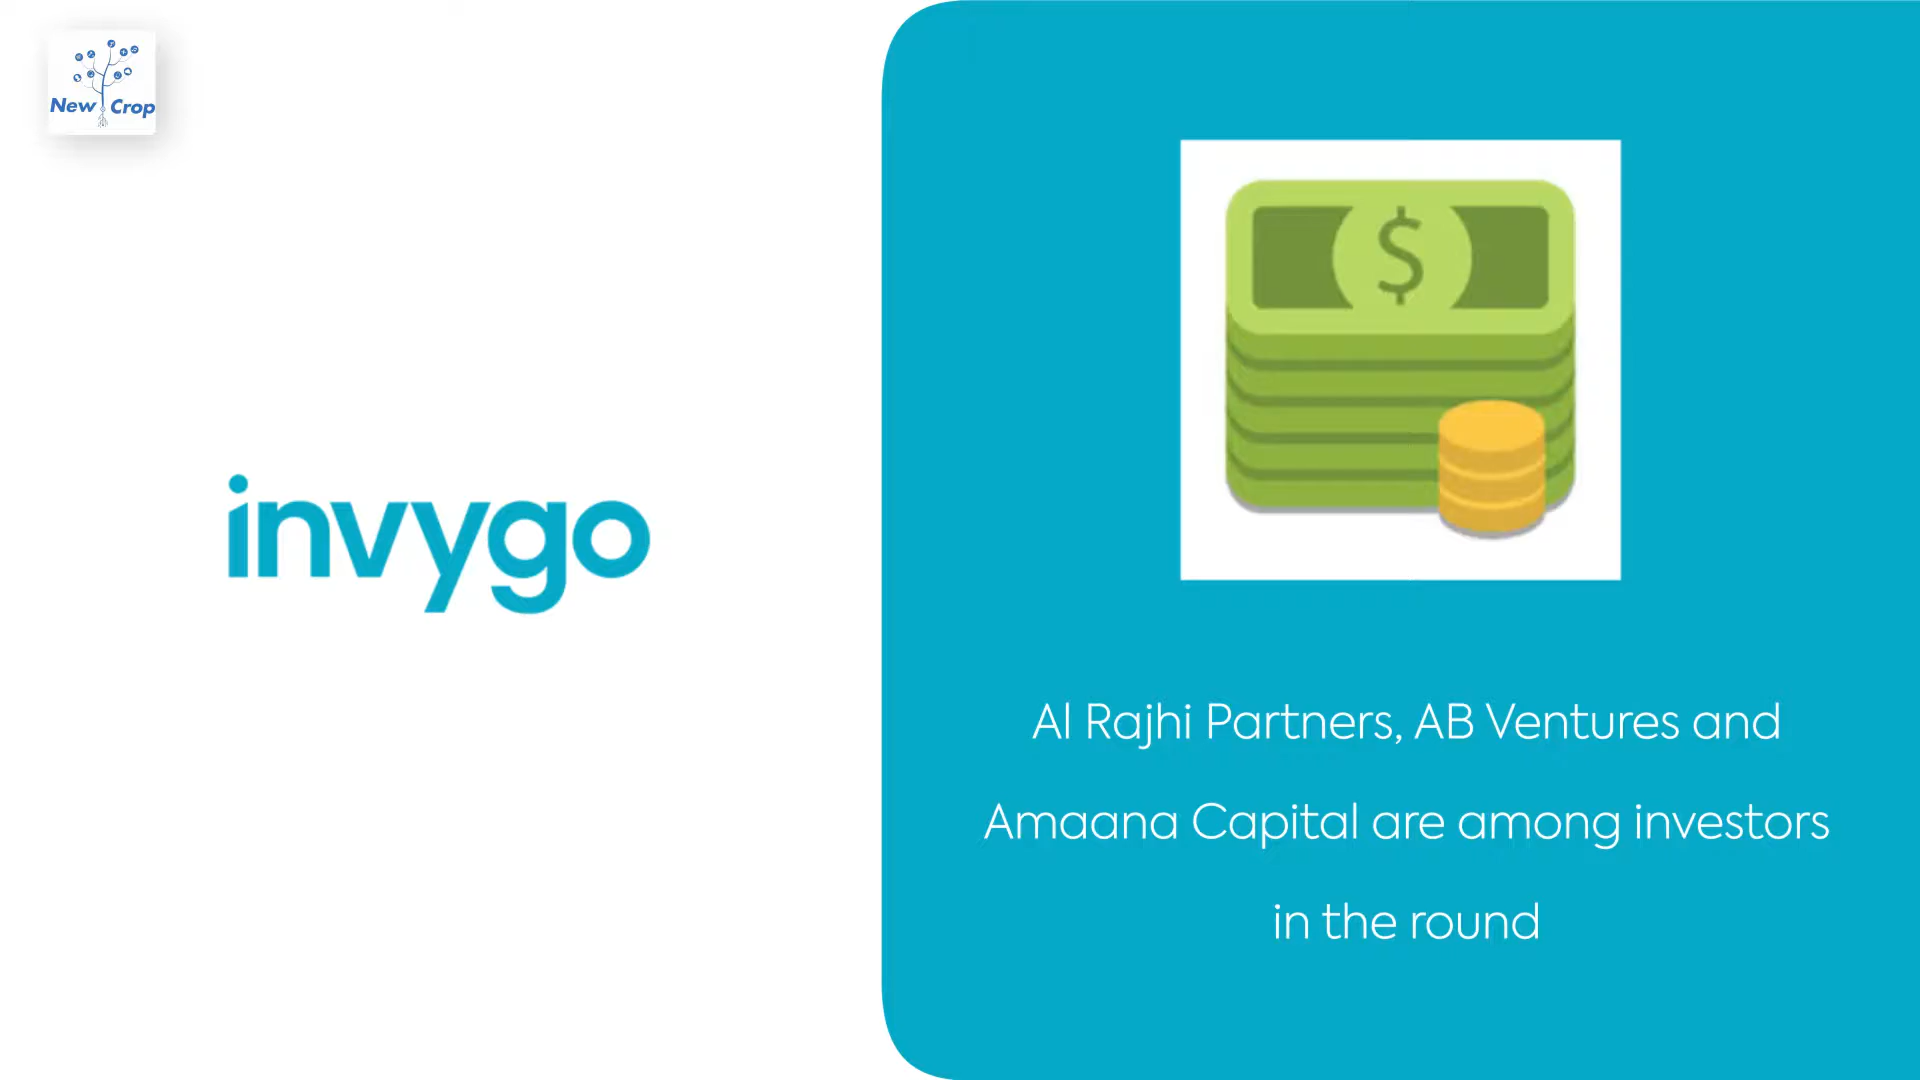 New Crop
invygo
$
Al Rajhi Partners, AB Ventures and
Amaana Capital are among investors
in the round